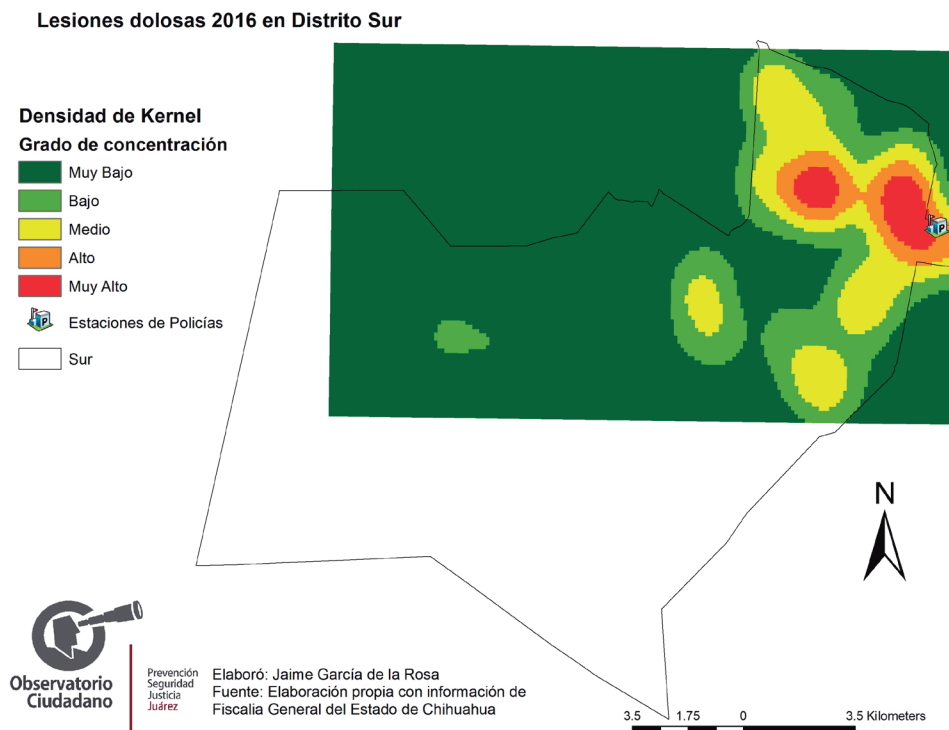 Lesiones dolosas 2016 en Distrito Sur
Densidad de Kernel
Grado de concentración
Muy Bajo
Bajo
Medio
Alto
Muy Alto
Estaciones de Policías
Sur
P
P
N
Observatorio
Ciudadano
Prevención
Seguridad
Justicia
Juárez
Elaboró: Jaime García de la Rosa
Fuente: Elaboración propia con información de
Fiscalia General del Estado de Chihuahua
3.5 1.75 0 3.5 Kilometers